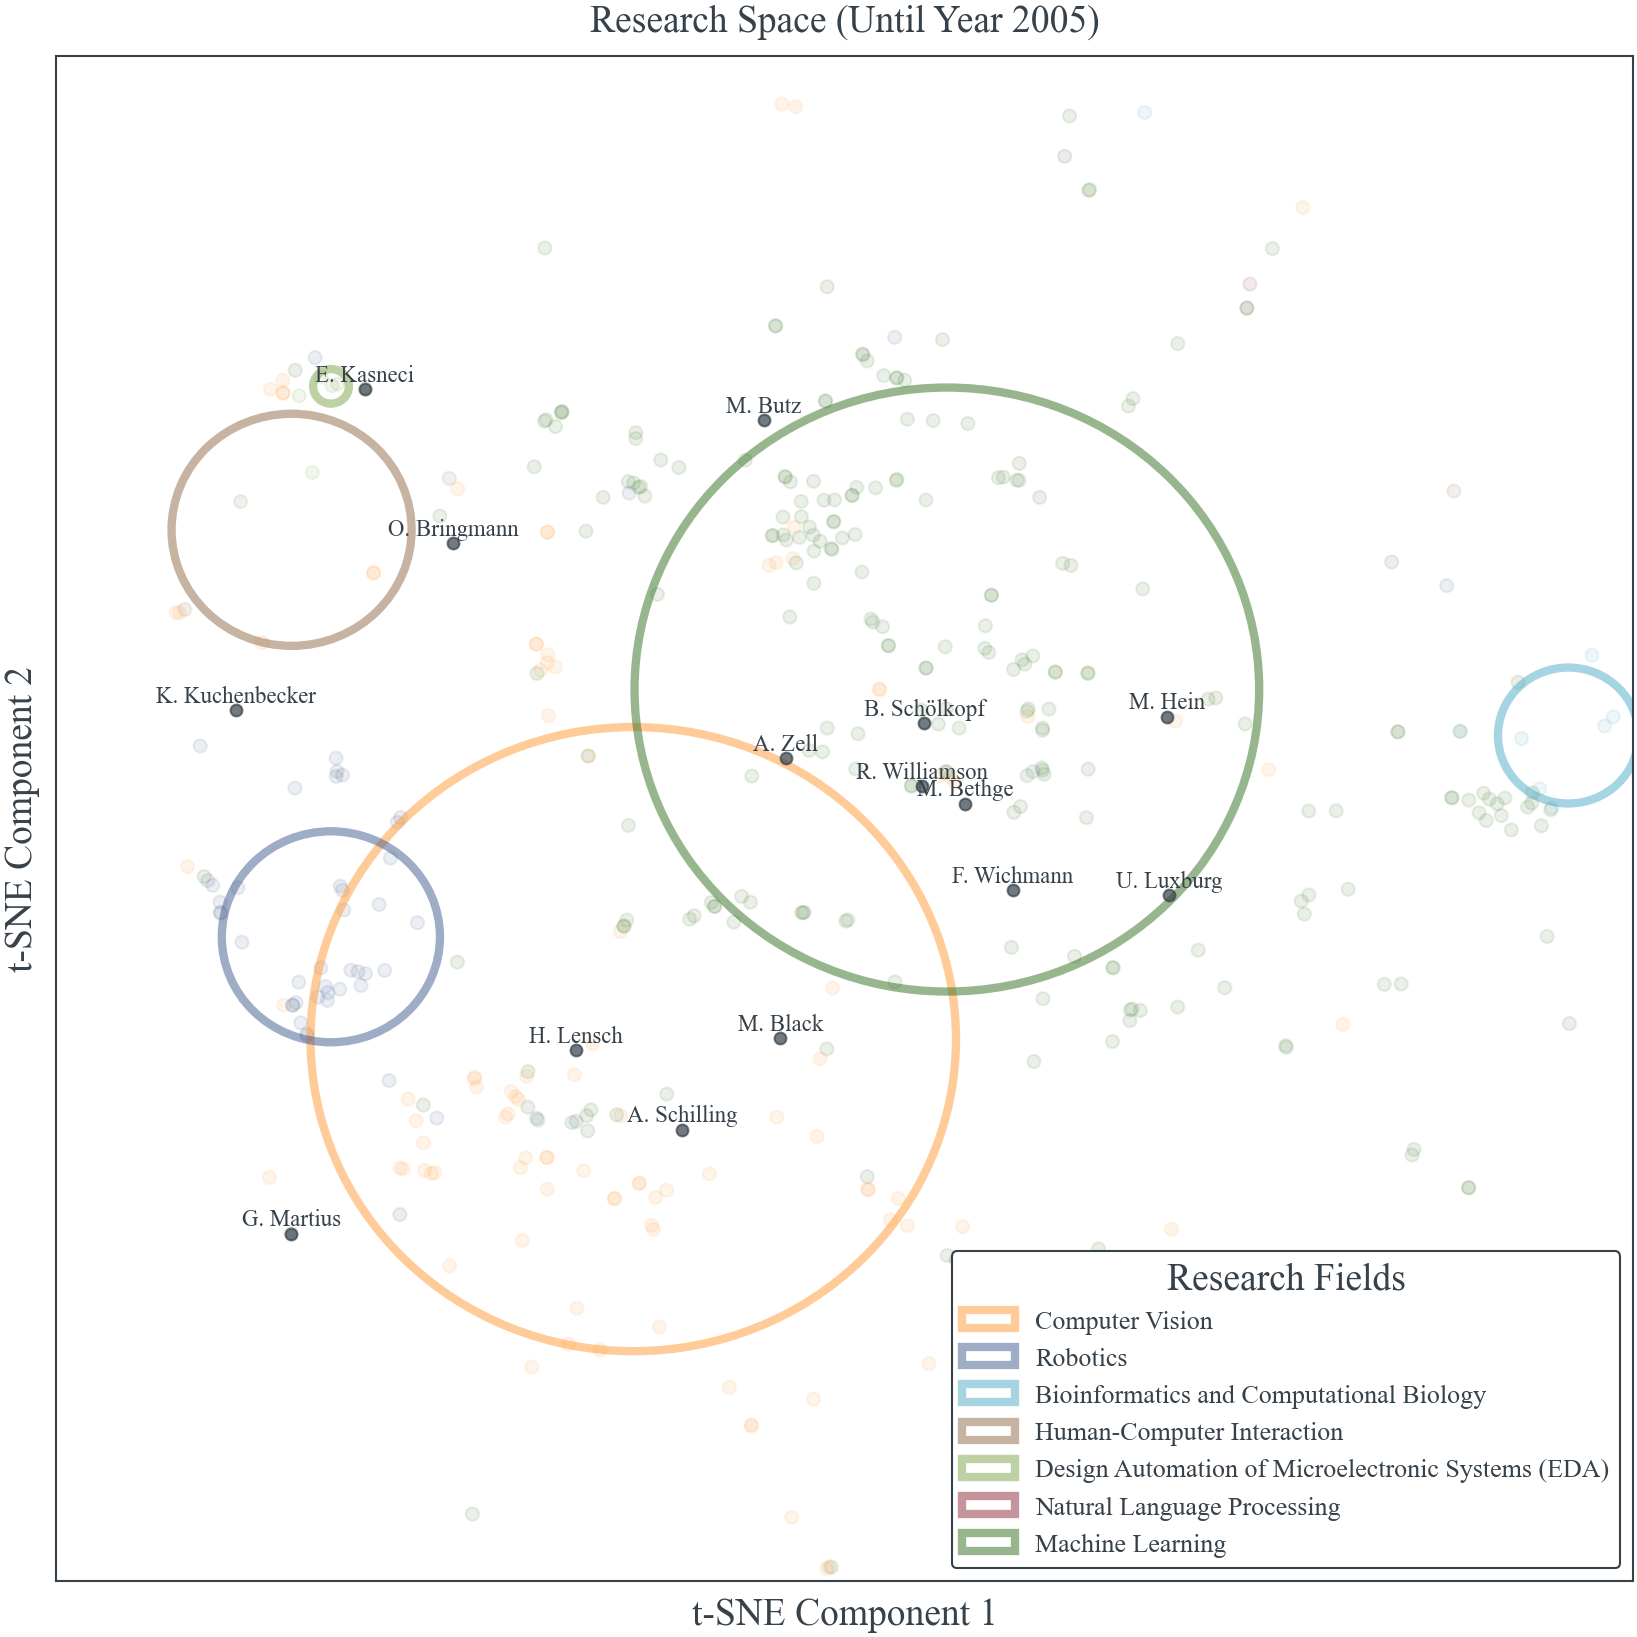 Research Space (Until Year 2005)
E. Kasneci
M. Butz
O. Bringmann
K. Kuchenbecker
B. Schölkopf
M. Hein
A. Zell
R. Williamson
M. Bethge
F. Wichmann
U. Luxburg
H. Lensch
M. Black
A. Schilling
G. Martius
t-SNE Component 2
t-SNE Component 1
Research Fields
Computer Vision
Robotics
Bioinformatics and Computational Biology
Human-Computer Interaction
Design Automation of Microelectronic Systems (EDA)
Natural Language Processing
Machine Learning